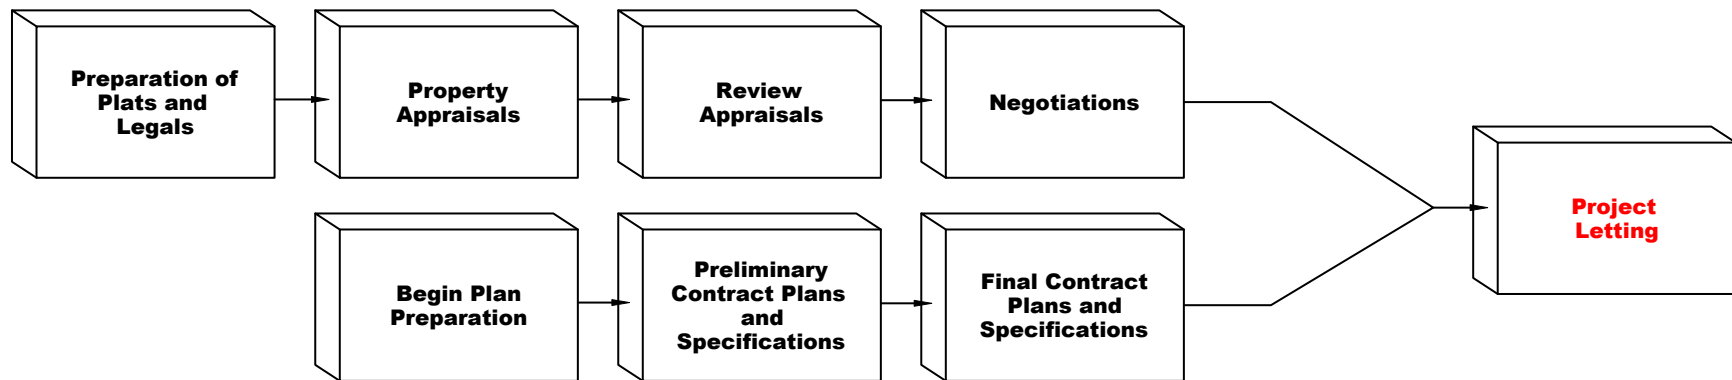 Preparation of
Plats and
Legals
Property
Appraisals
Review
Appraisals
Negotiations
Project
Letting
Begin Plan
Preparation
Preliminary
Contract Plans
and
Specifications
Final Contract
Plans and
Specifications